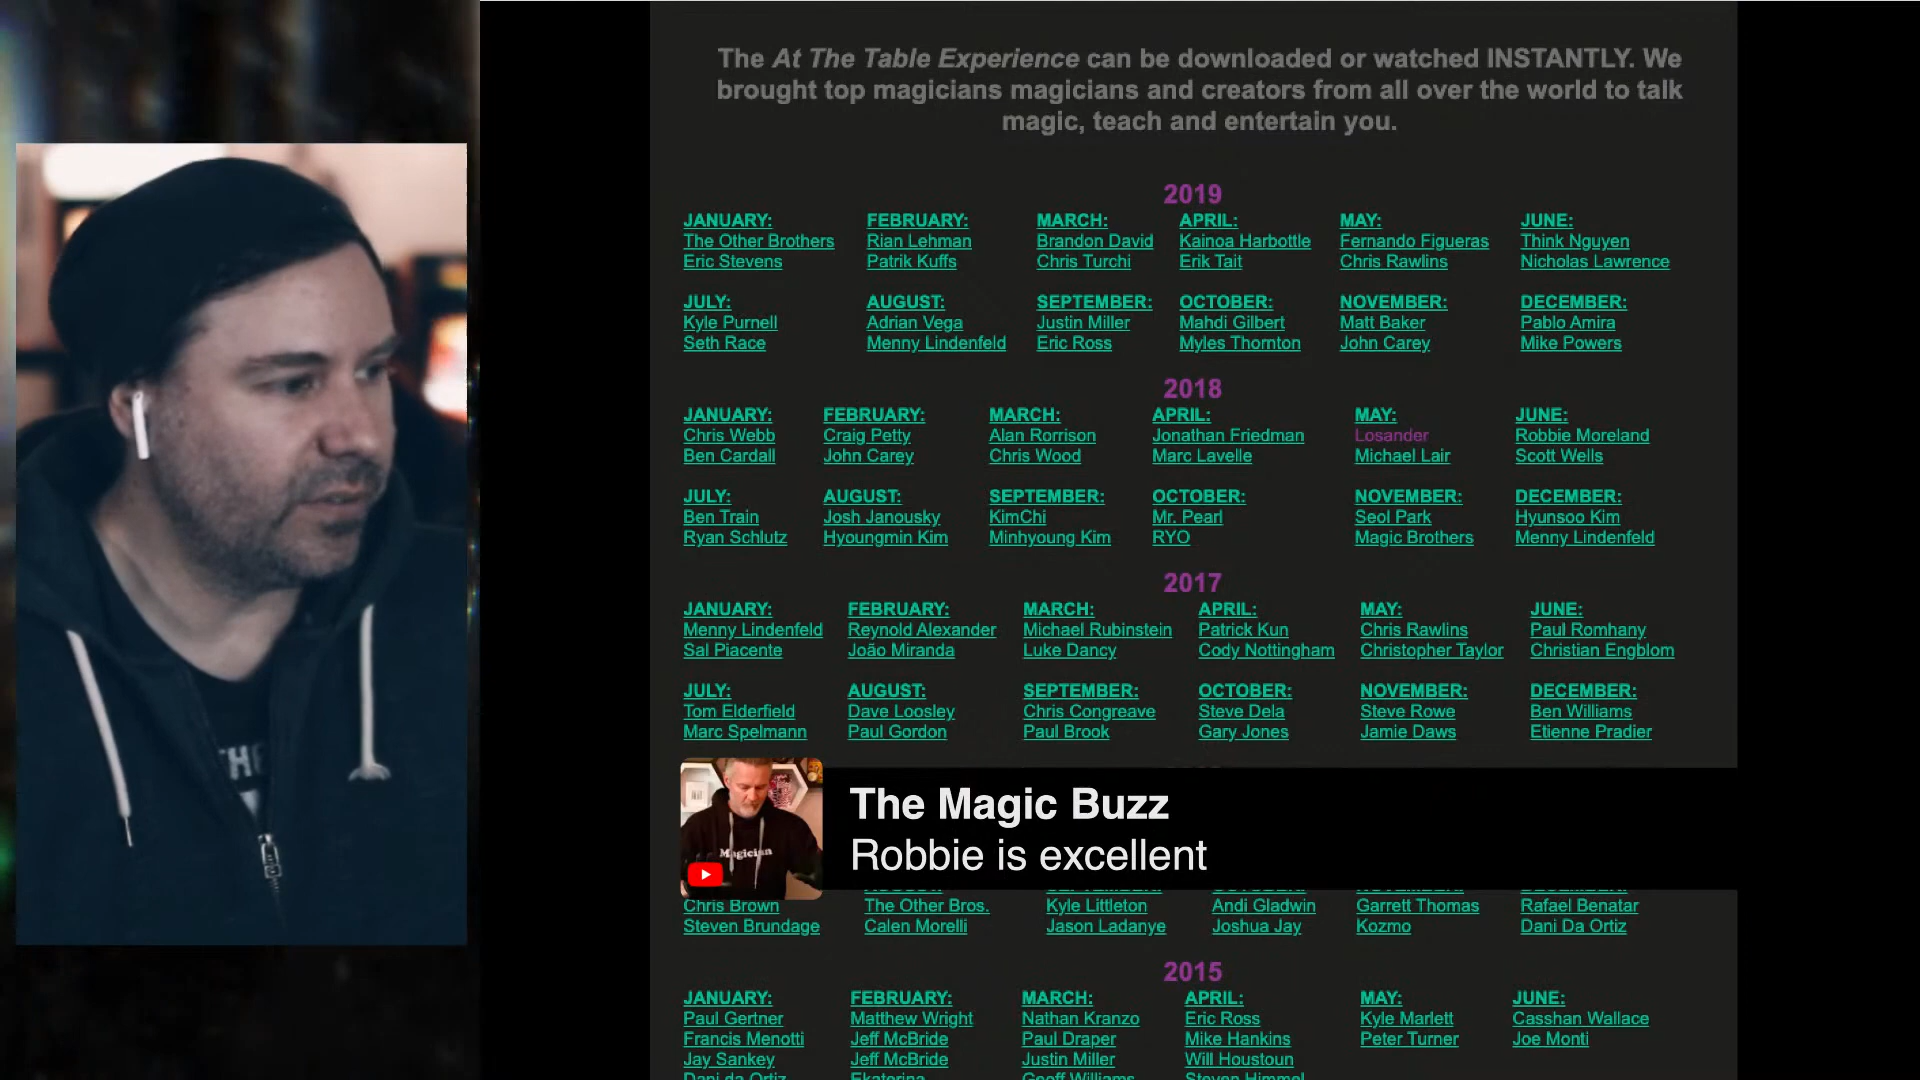 The At The Table Experience can be downloaded or watched INSTANTLY. We
brought top magicians magicians and creators from all over the world to talk
magic, teach and entertain you.
2019
JANUARY: FEBRUARY: MARCH: APRIL: MAY: JUNE:
The Other Brothers Rian Lehman Brandon David Kainoa Harbottle Fernando Figueras Think Nguyen
Eric Stevens Patrik Kuffs Chris Turchi Erik Tait Chris Rawlins Nicholas Lawrence
JULY: AUGUST: SEPTEMBER: OCTOBER: NOVEMBER: DECEMBER:
Kyle Purnell Adrian Vega Justin Miller Mahdi Gilbert Matt Baker Pablo Amira
Seth Race Menny Lindenfeld Eric Ross Myles Thornton John Carey Mike Powers
2018
JANUARY: FEBRUARY: MARCH: APRIL: MAY: JUNE:
Chris Webb Craig Petty Alan Rorrison Jonathan Friedman Losander Robbie Moreland
Ben Cardall John Carey Chris Wood Marc Lavelle Michael Lair Scott Wells
JULY: AUGUST: SEPTEMBER: OCTOBER: NOVEMBER: DECEMBER:
Ben Train Josh Janousky KimChi Mr. Pearl Seol Park Hyunsoo Kim
Ryan Schlutz Hyoungmin Kim Minhyoung Kim RYO Magic Brothers Menny Lindenfeld
2017
JANUARY: FEBRUARY: MARCH: APRIL: MAY: JUNE:
Menny Lindenfeld Reynold Alexander Michael Rubinstein Patrick Kun Chris Rawlins Paul Romhany
Sal Piacente João Miranda Luke Dancy Cody Nottingham Christopher Taylor Christian Engblom
JULY: AUGUST: SEPTEMBER: OCTOBER: NOVEMBER: DECEMBER:
Tom Elderfield Dave Loosley Chris Congreave Steve Dela Steve Rowe Ben Williams
Marc Spelmann Paul Gordon Paul Brook Gary Jones Jamie Daws Etienne Pradier
The Magic Buzz
Magician
Robbie is excellent
Chris Brown The Other Bros. Kyle Littleton Andi Gladwin Garrett Thomas Rafael Benatar
Steven Brundage Calen Morelli Jason Ladanye Joshua Jay Kozmo Dani Da Ortiz
2015
JANUARY: FEBRUARY: MARCH: APRIL: MAY: JUNE:
Paul Gertner Matthew Wright Nathan Kranzo Eric Ross Kyle Marlett Casshan Wallace
Francis Menotti Jeff McBride Paul Draper Mike Hankins Peter Turner Joe Monti
Jay Sankey Jeff McBride Justin Miller Will Houstoun
Dani da Ortiz Ekaterina Geoff Williams Steven Himmel